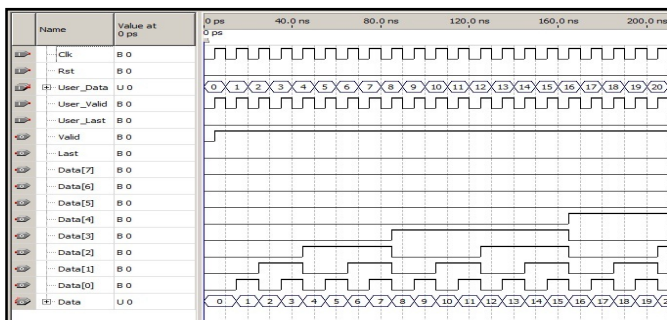 Name Value at 0 ps 0 ps 40.0 ns 80.0 ns 120.0 ns 160.0 ns 200.0 ns
0 ps
Clk B 0
Rst B 0
User_Data U 0 0 1 2 3 4 5 6 7 8 9 10 11 12 13 14 15 16 17 18 19 20
User_Valid B 0
User_Last B 0
Valid B 0
Last B 0
Data[7] B 0
Data[6] B 0
Data[5] B 0
Data[4] B 0
Data[3] B 0
Data[2] B 0
Data[1] B 0
Data[0] B 0
Data U 0 0 1 2 3 4 5 6 7 8 9 10 11 12 13 14 15 16 17 18 19